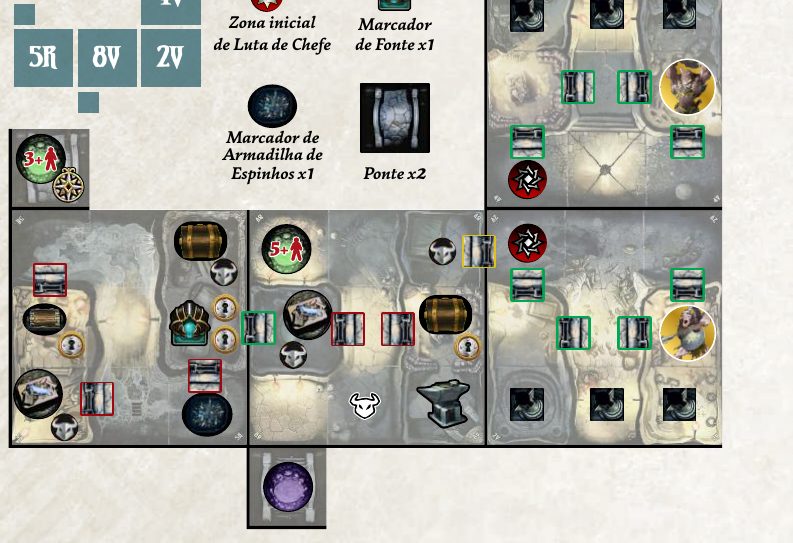 1V
5R 8V 2V
Zona inicial
de Luta de Chefe
Marcador
de Fonte x1
Marcador de
Armadilha de
Espinhos x1
Ponte x2
3+
5+